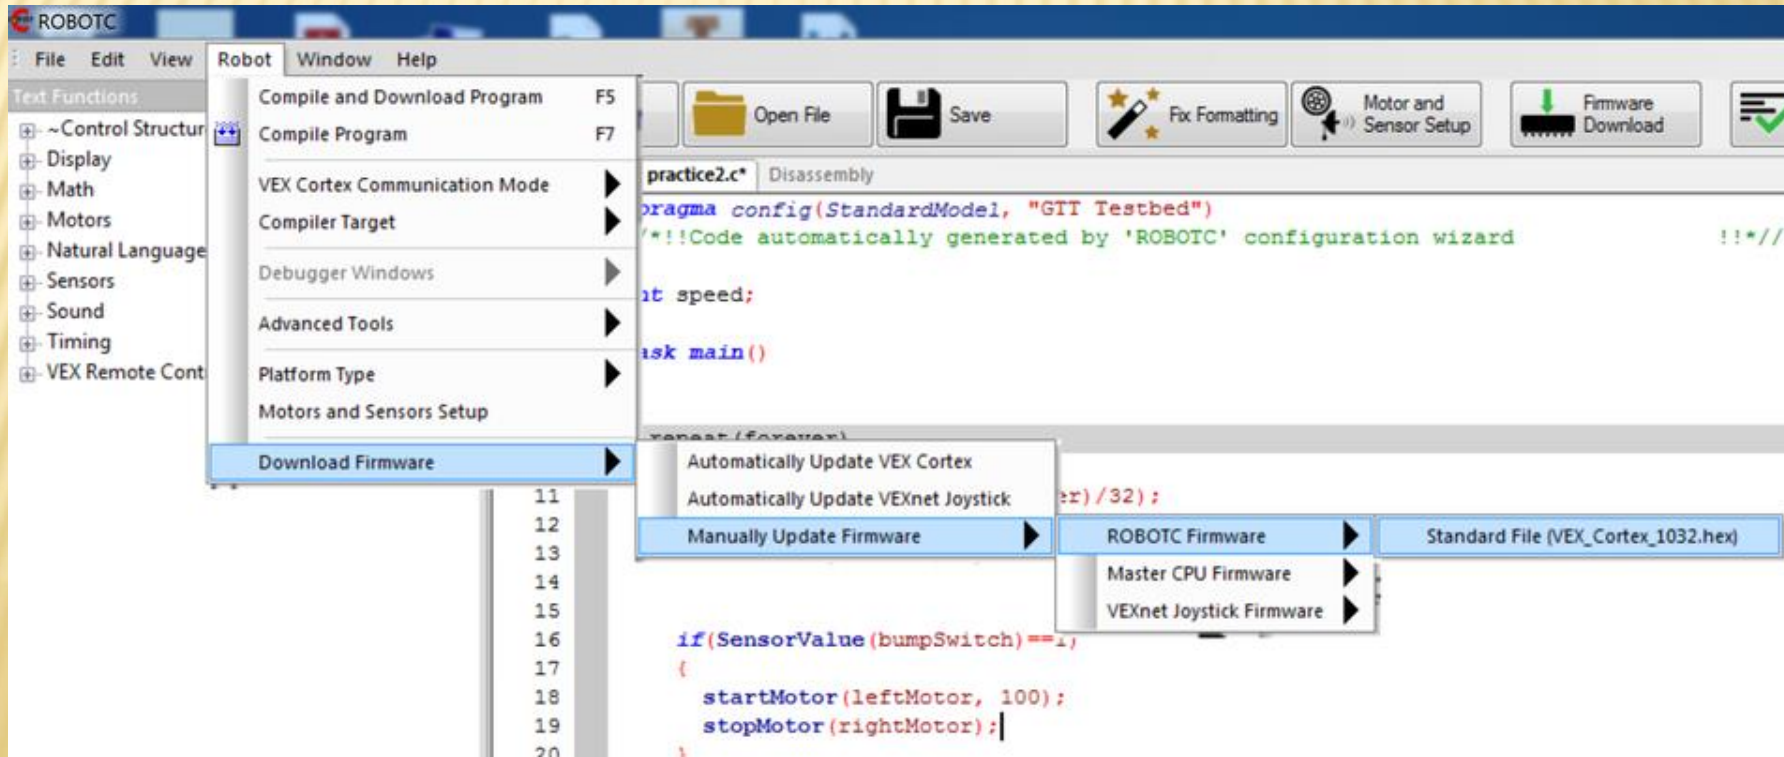 ROBOTC
File Edit View Robot Window Help
Text Functions
~Control Structur
Display
Math
Motors
Natural Language
Sensors
Sound
Timing
VEX Remote Cont
Compile and Download Program F5
Compile Program F7
VEX Cortex Communication Mode
Compiler Target
Debugger Windows
Advanced Tools
Platform Type
Motors and Sensors Setup
Download Firmware
Automatically Update VEX Cortex
Automatically Update VEXnet Joystick
Manually Update Firmware
ROBOTC Firmware
Master CPU Firmware
VEXnet Joystick Firmware
Standard File (VEX_Cortex_1032.hex)
Open File
Save
Fix Formatting
Motor and
Sensor Setup
Firmware
Download
practice2.c* Disassembly
pragma config(StandardModel, "GTT Testbed")
*!!Code automatically generated by 'ROBOTC' configuration wizard !!*//
speed;
main()
repeat(forever)
11 )/32);
12
13
14
15
16 if(SensorValue(bumpSwitch)==1)
17 {
18 startMotor(leftMotor, 100);
19 stopMotor(rightMotor);
20 }